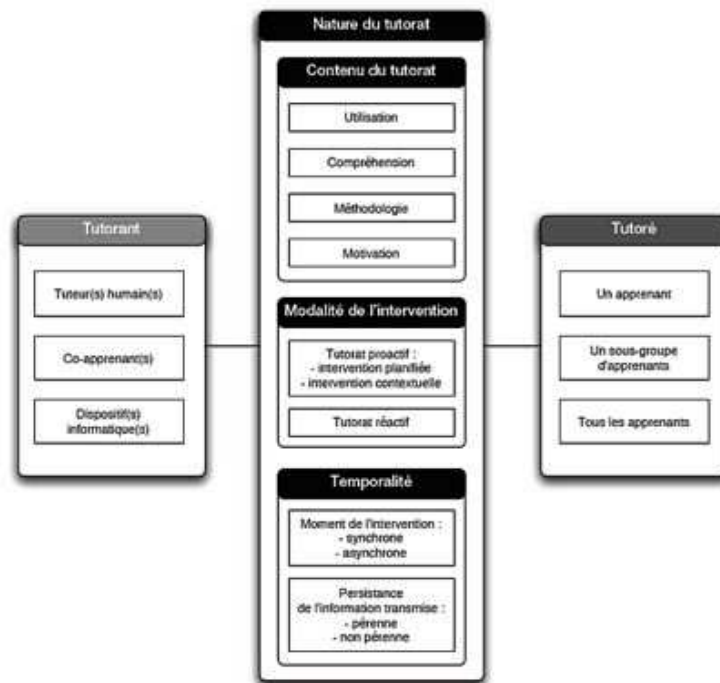 Nature du tutorat
Contenu du tutorat
Utilisation
Compréhension
Méthodologie
Motivation
Tutorant
Tuteur(s) humain(s)
Co-apprenant(s)
Dispositif(s)
informatique(s)
Modalité de l'intervention
Tutorat proactif :
- intervention planifiée
- intervention contextuelle
Tutorat réactif
Temporalité
Moment de l'intervention :
- synchrone
- asynchrone
Persistance
de l'information transmise :
- pérenne
- non pérenne
Tutoré
Un apprenant
Un sous-groupe
d'apprenants
Tous les apprenants